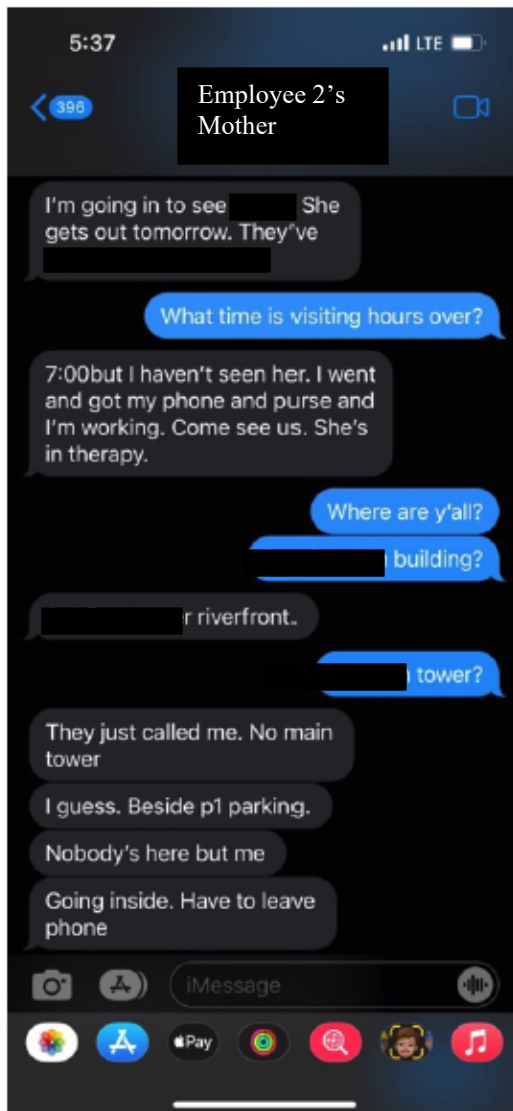 5:37
LTE
396
Employee 2's
Mother
I'm going in to see She
gets out tomorrow. They've
What time is visiting hours over?
7:00but I haven't seen her. I went
and got my phone and purse and
I'm working. Come see us. She's
in therapy.
Where are y'all?
building?
r riverfront..
tower?
They just called me. No main
tower
I guess. Beside p1 parking.
Nobody's here but me
Going inside. Have to leave
phone
iMessage
Pay